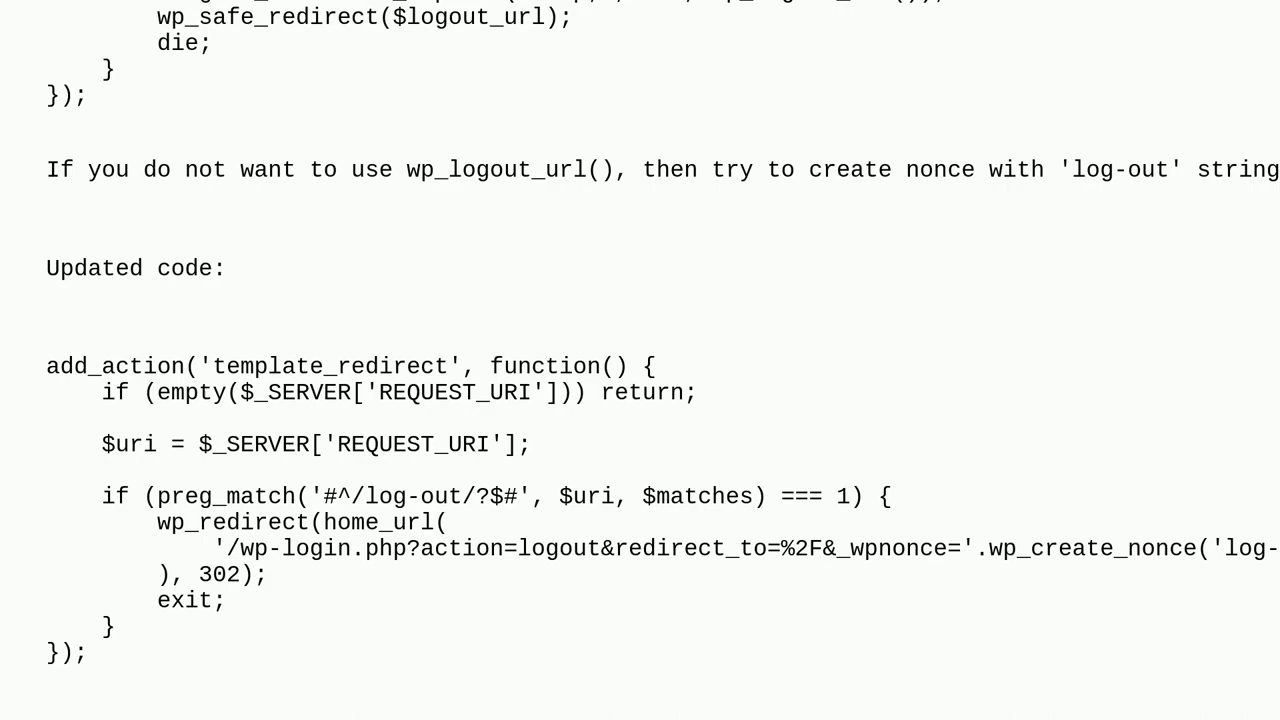 wp_safe_redirect($logout_url);
die;
}
});
If you do not want to use wp_logout_url(), then try to create nonce with 'log-out' string
Updated code:
add_action('template_redirect', function() {
if (empty($_SERVER['REQUEST_URI'])) return;
$uri = $_SERVER['REQUEST_URI'];
if (preg_match('#^/log-out/?$#', $uri, $matches) === 1) {
wp_redirect(home_url(
'/wp-login.php?action=logout&redirect_to=%2F&_wpnonce='.wp_create_nonce('log-
), 302);
exit;
}
});